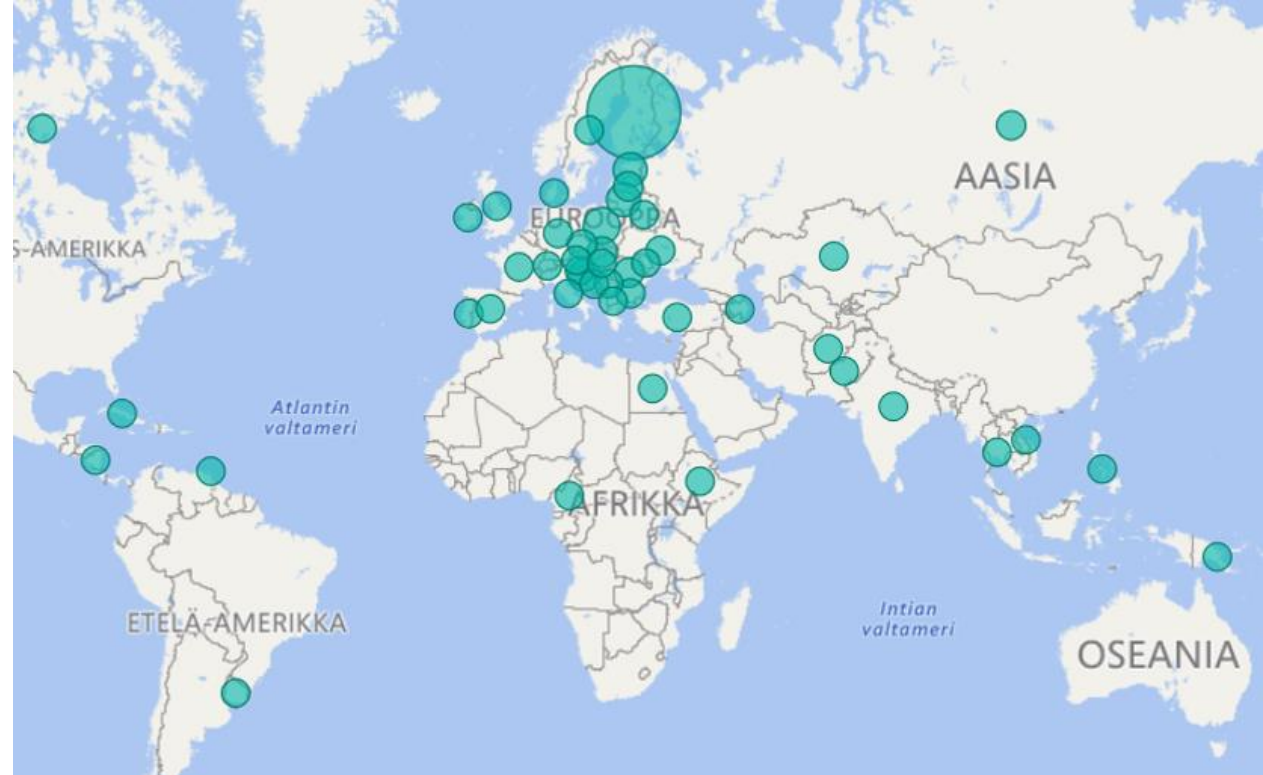 AASIA
EUROOPPA
S-AMERIKKA
Atlantin
valtameri
AFRIKKA
ETELÄ-AMERIKKA
Intian
valtameri
OSEANIA